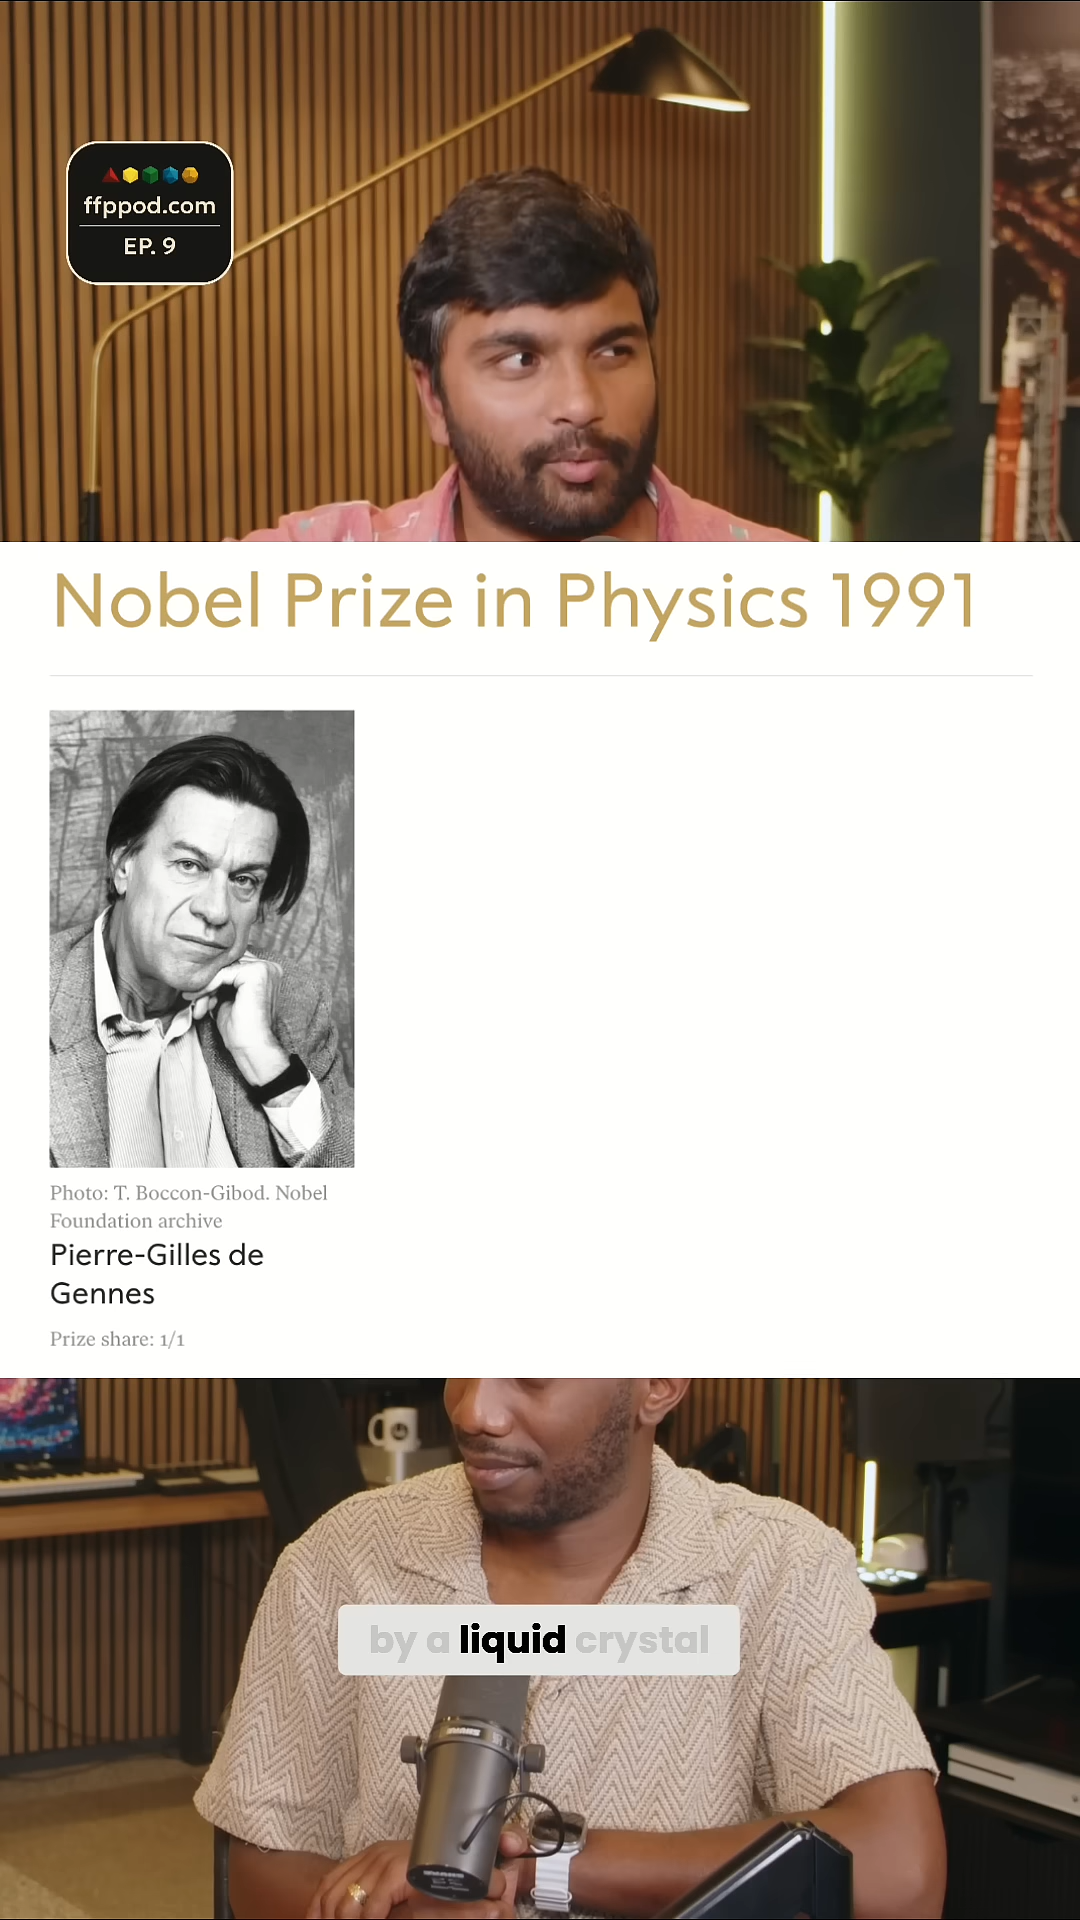 ffppod.com
EP. 9
Nobel Prize in Physics 1991
Photo: T. Boccon-Gibod. Nobel
Foundation archive
Pierre-Gilles de
Gennes
Prize share: 1/1
by a liquid crystal